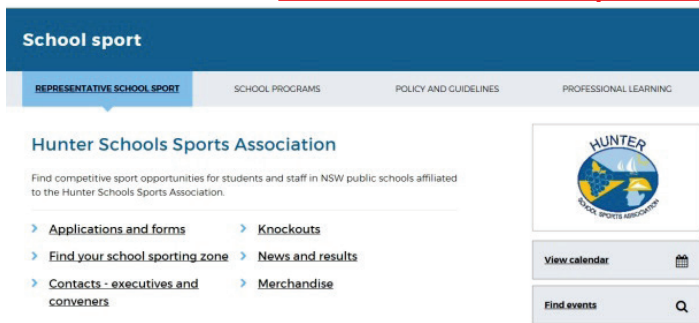 School sport
REPRESENTATIVE SCHOOL SPORT
SCHOOL PROGRAMS
POLICY AND GUIDELINES
PROFESSIONAL LEARNING
Hunter Schools Sports Association
Find competitive sport opportunities for students and staff in NSW public schools affiliated
to the Hunter Schools Sports Association.
Applications and forms
Find your school sporting zone
Contacts - executives and
conveners
Knockouts
News and results
Merchandise
HUNTER
SCHOOL SPORTS ASSOCIATION
View calendar
Find events